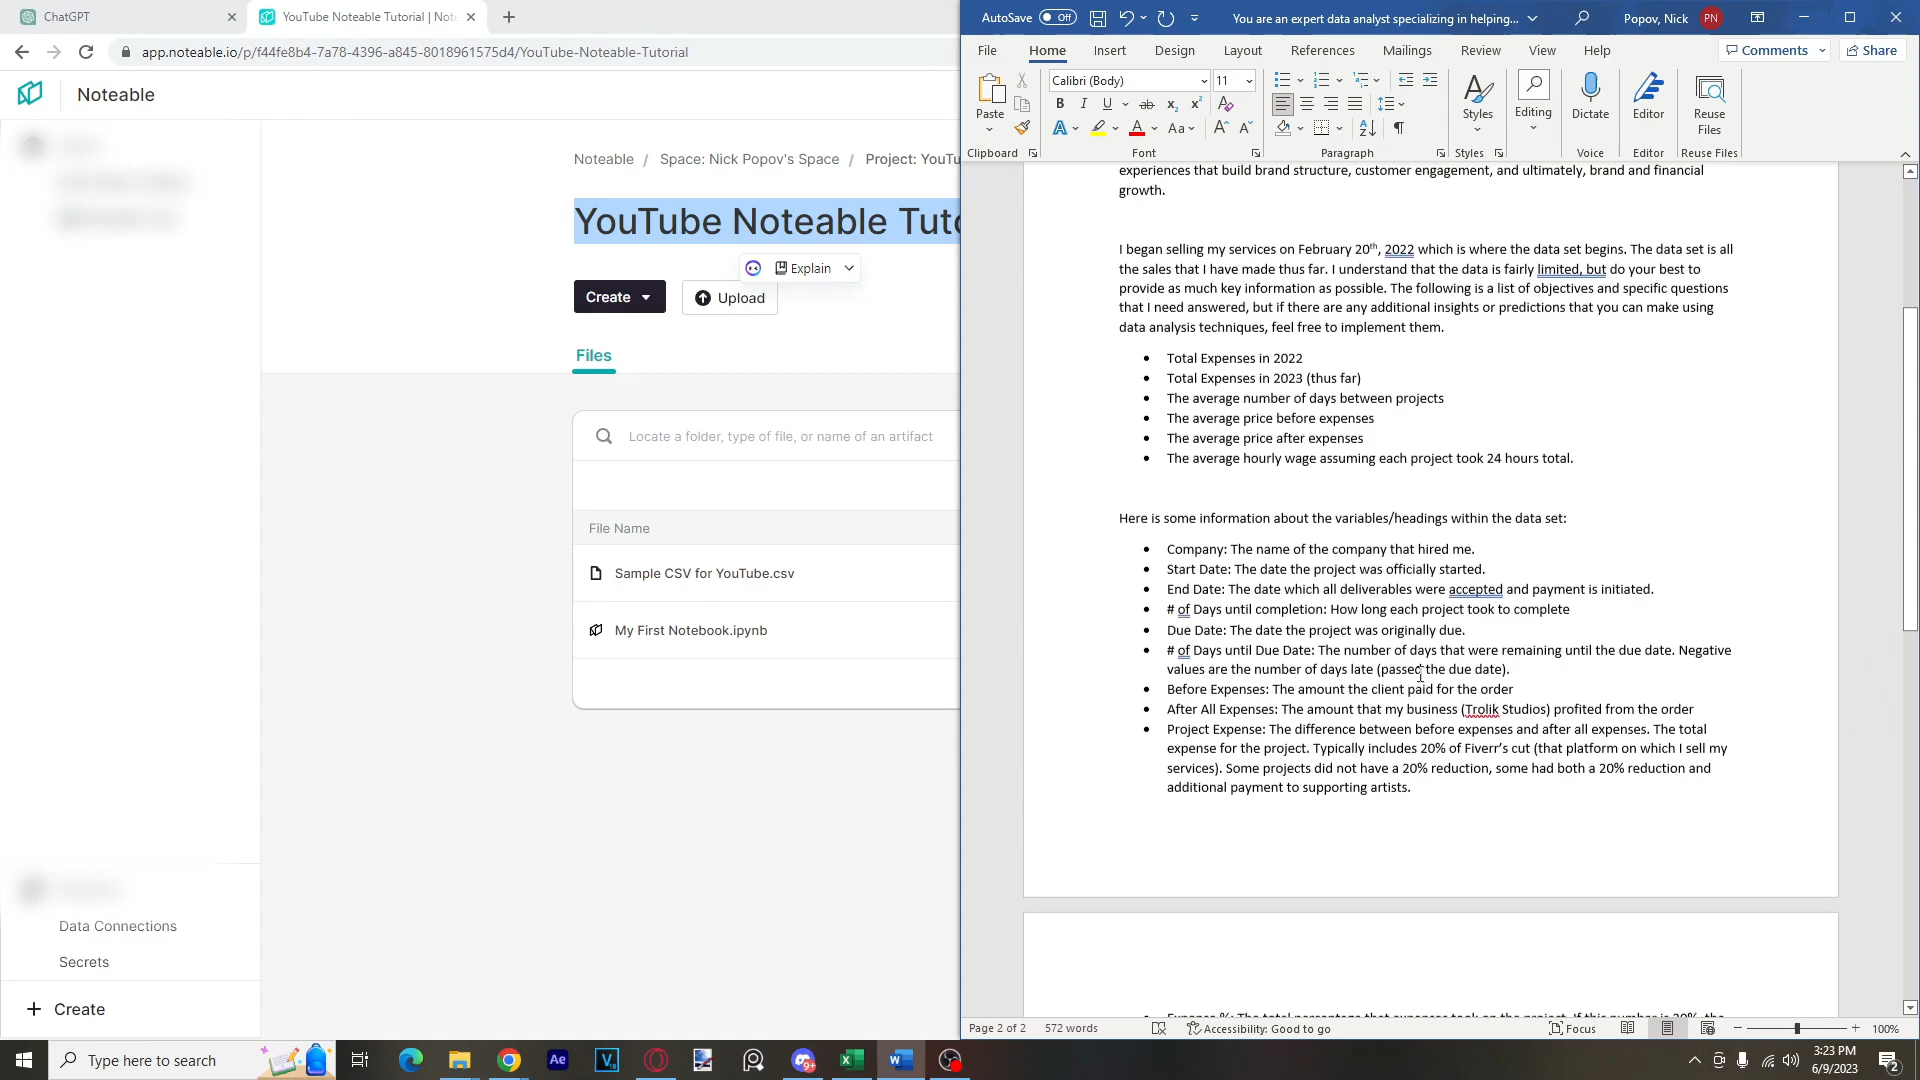 ChatGPT
YouTube Noteable Tutorial | Note
app.noteable.io/p/f44fe8b4-7a78-4396-a845-8018961575d4/YouTube-Noteable-Tutorial
Noteable
Noteable / Space: Nick Popov's Space / Project: YouTu
YouTube Noteable Tuto
Explain
Create
Upload
Files
Locate a folder, type of file, or name of an artifact
File Name
Sample CSV for YouTube.csv
My First Notebook.ipynb
Data Connections
Secrets
+ Create
AutoSave Off
You are an expert data analyst specializing in helping...
Popov, Nick PN
File Home Insert Design Layout References Mailings Review View Help
Comments
Share
Paste
Calibri (Body) 11
Styles
Editing
Dictate
Editor
Reuse
Files
Clipboard Font Paragraph Styles Voice Editor Reuse Files
experiences that build brand structure, customer engagement, and ultimately, brand and financial
growth.
I began selling my services on February 20th, 2022 which is where the data set begins. The data set is all
the sales that I have made thus far. I understand that the data is fairly limited, but do your best to
provide as much key information as possible. The following is a list of objectives and specific questions
that I need answered, but if there are any additional insights or predictions that you can make using
data analysis techniques, feel free to implement them.
• Total Expenses in 2022
• Total Expenses in 2023 (thus far)
• The average number of days between projects
• The average price before expenses
• The average price after expenses
• The average hourly wage assuming each project took 24 hours total.
Here is some information about the variables/headings within the data set:
• Company: The name of the company that hired me.
• Start Date: The date the project was officially started.
• End Date: The date which all deliverables were accepted and payment is initiated.
• # of Days until completion: How long each project took to complete
• Due Date: The date the project was originally due.
• # of Days until Due Date: The number of days that were remaining until the due date. Negative
values are the number of days late (passed the due date).
• Before Expenses: The amount the client paid for the order
• After All Expenses: The amount that my business (Trolik Studios) profited from the order
• Project Expense: The difference between before expenses and after all expenses. The total
expense for the project. Typically includes 20% of Fiverr's cut (that platform on which I sell my
services). Some projects did not have a 20% reduction, some had both a 20% reduction and
additional payment to supporting artists.
Page 2 of 2 572 words
Accessibility: Good to go
Focus
100%
Type here to search
3:23 PM
6/9/2023